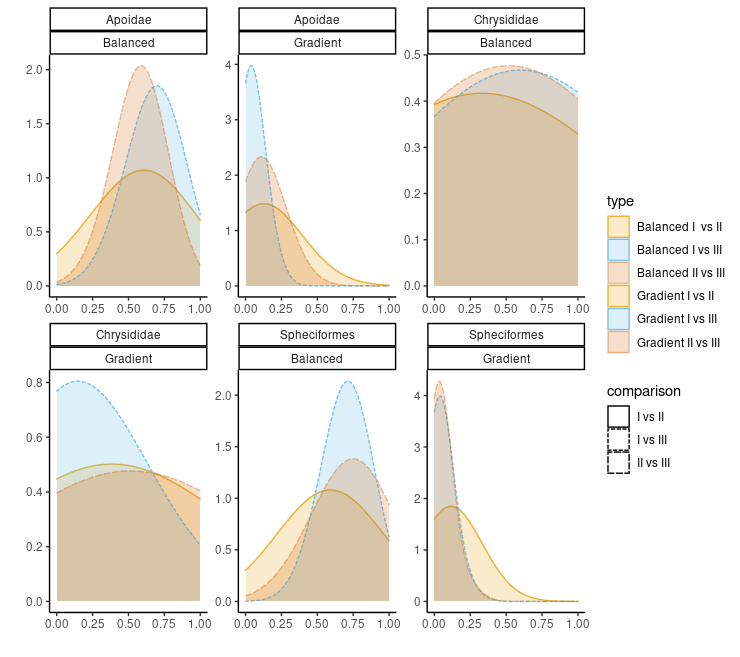 Apoidae
Balanced
Apoidae
Gradient
Chrysididae
Balanced
2.0
1.5
1.0
0.5
0.0
4
3
2
1
0
0.5
0.4
0.3
0.2
0.1
0.0
0.00 0.25 0.50 0.75 1.00
0.00 0.25 0.50 0.75 1.00
0.00 0.25 0.50 0.75 1.00
Chrysididae
Gradient
Spheciformes
Balanced
Spheciformes
Gradient
0.8
0.6
0.4
0.2
0.0
2.0
1.5
1.0
0.5
0.0
4
3
2
1
0
0.00 0.25 0.50 0.75 1.00
0.00 0.25 0.50 0.75 1.00
0.00 0.25 0.50 0.75 1.00
type
Balanced I vs II
Balanced I vs III
Balanced II vs III
Gradient I vs II
Gradient I vs III
Gradient II vs III
comparison
I vs II
I vs III
II vs III